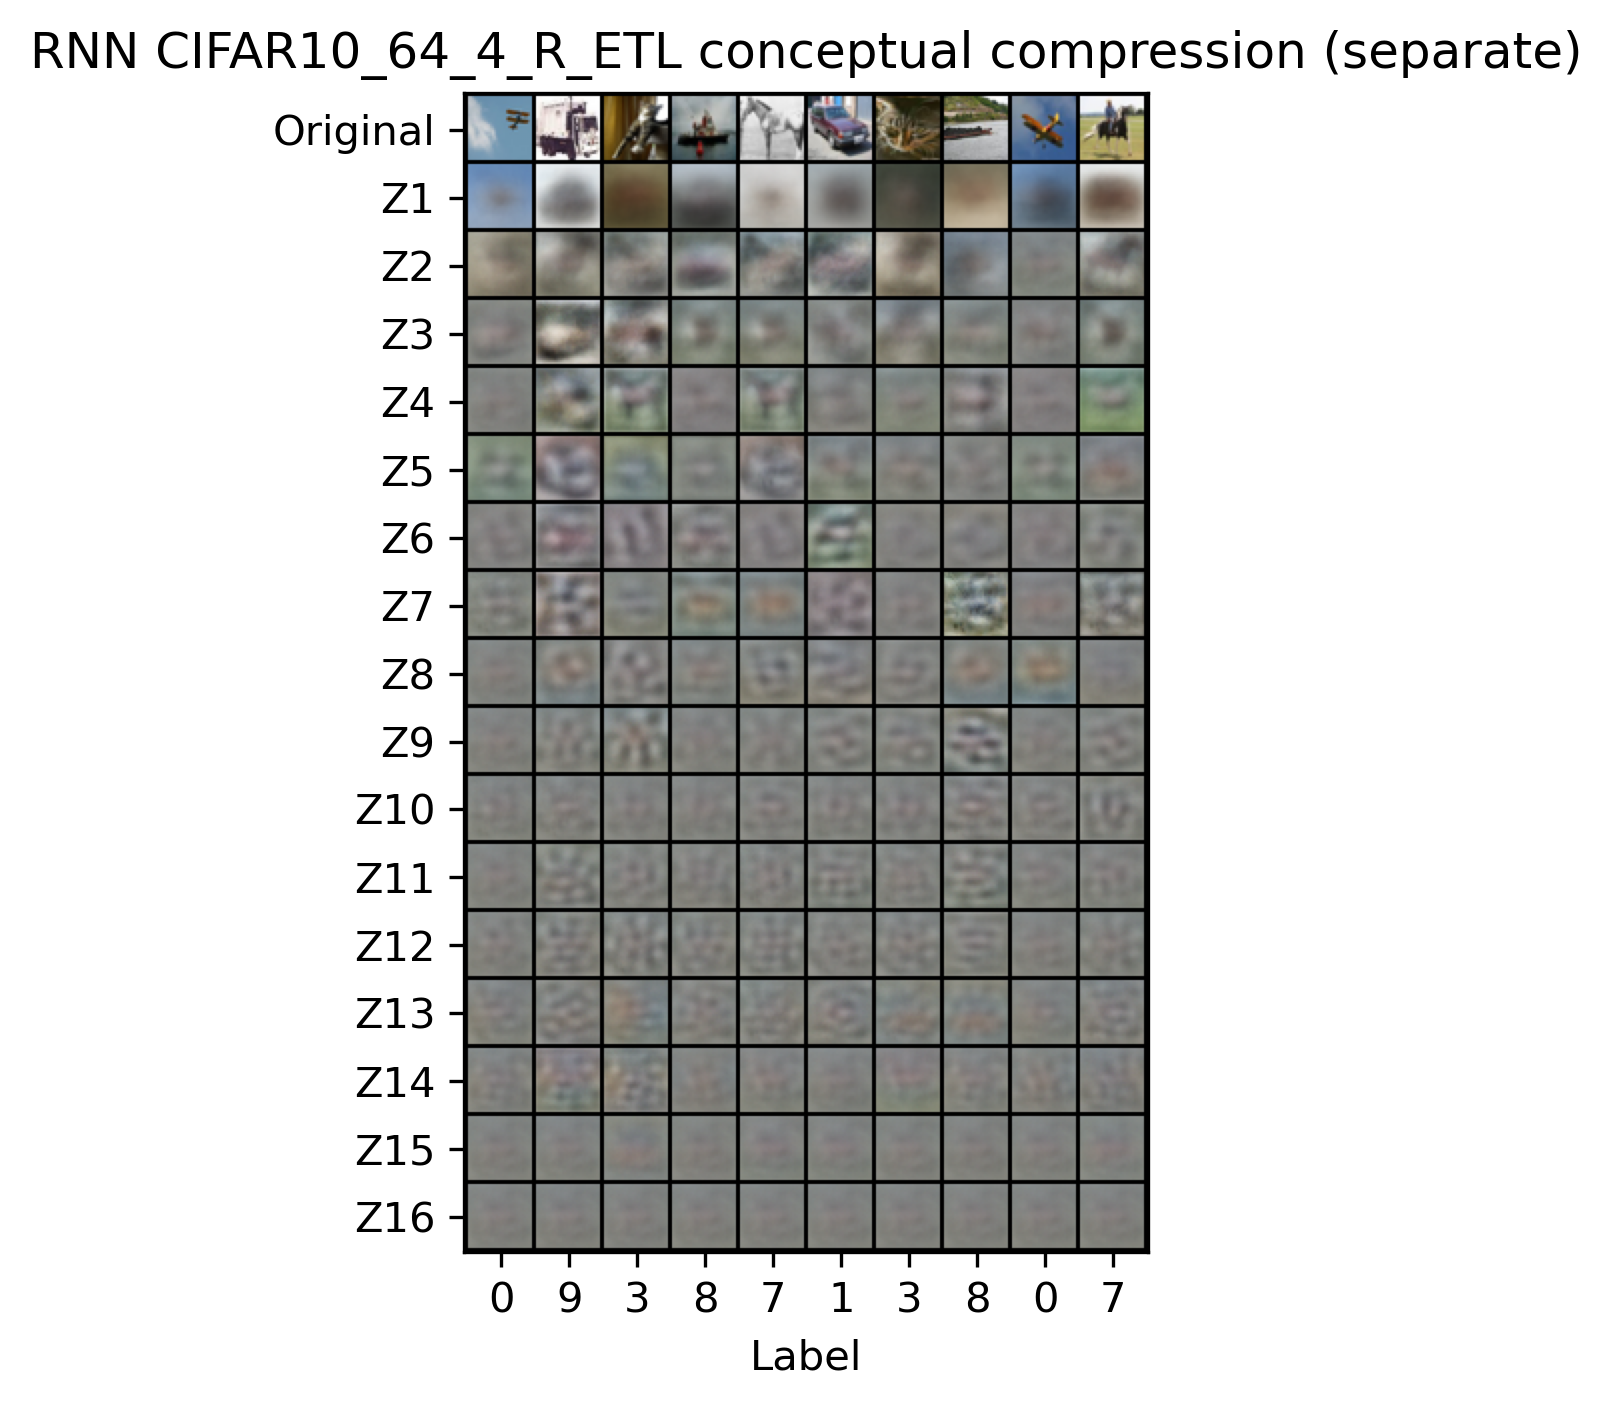 RNN CIFAR10_64_4_R_ETL conceptual compression (separate)
Original
Z1
Z2
Z3
Z4
Z5
Z6
Z7
Z8
Z9
Z10
Z11
Z12
Z13
Z14
Z15
Z16
0 9 3 8 7 1 3 8 0 7
Label